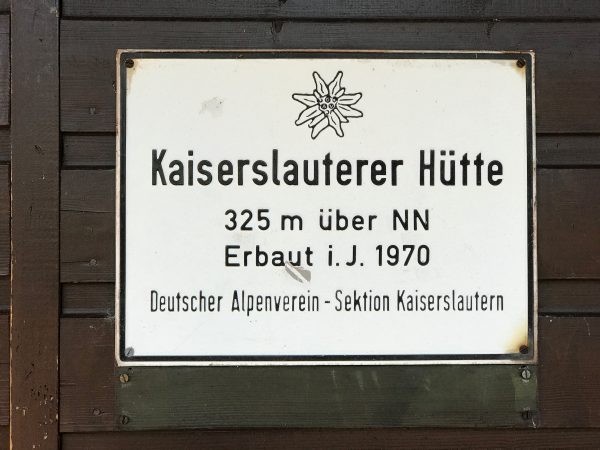 Kaiserslauterer Hütte
325 m über NN
Erbaut i. J. 1970
Deutscher Alpenverein - Sektion Kaiserslautern